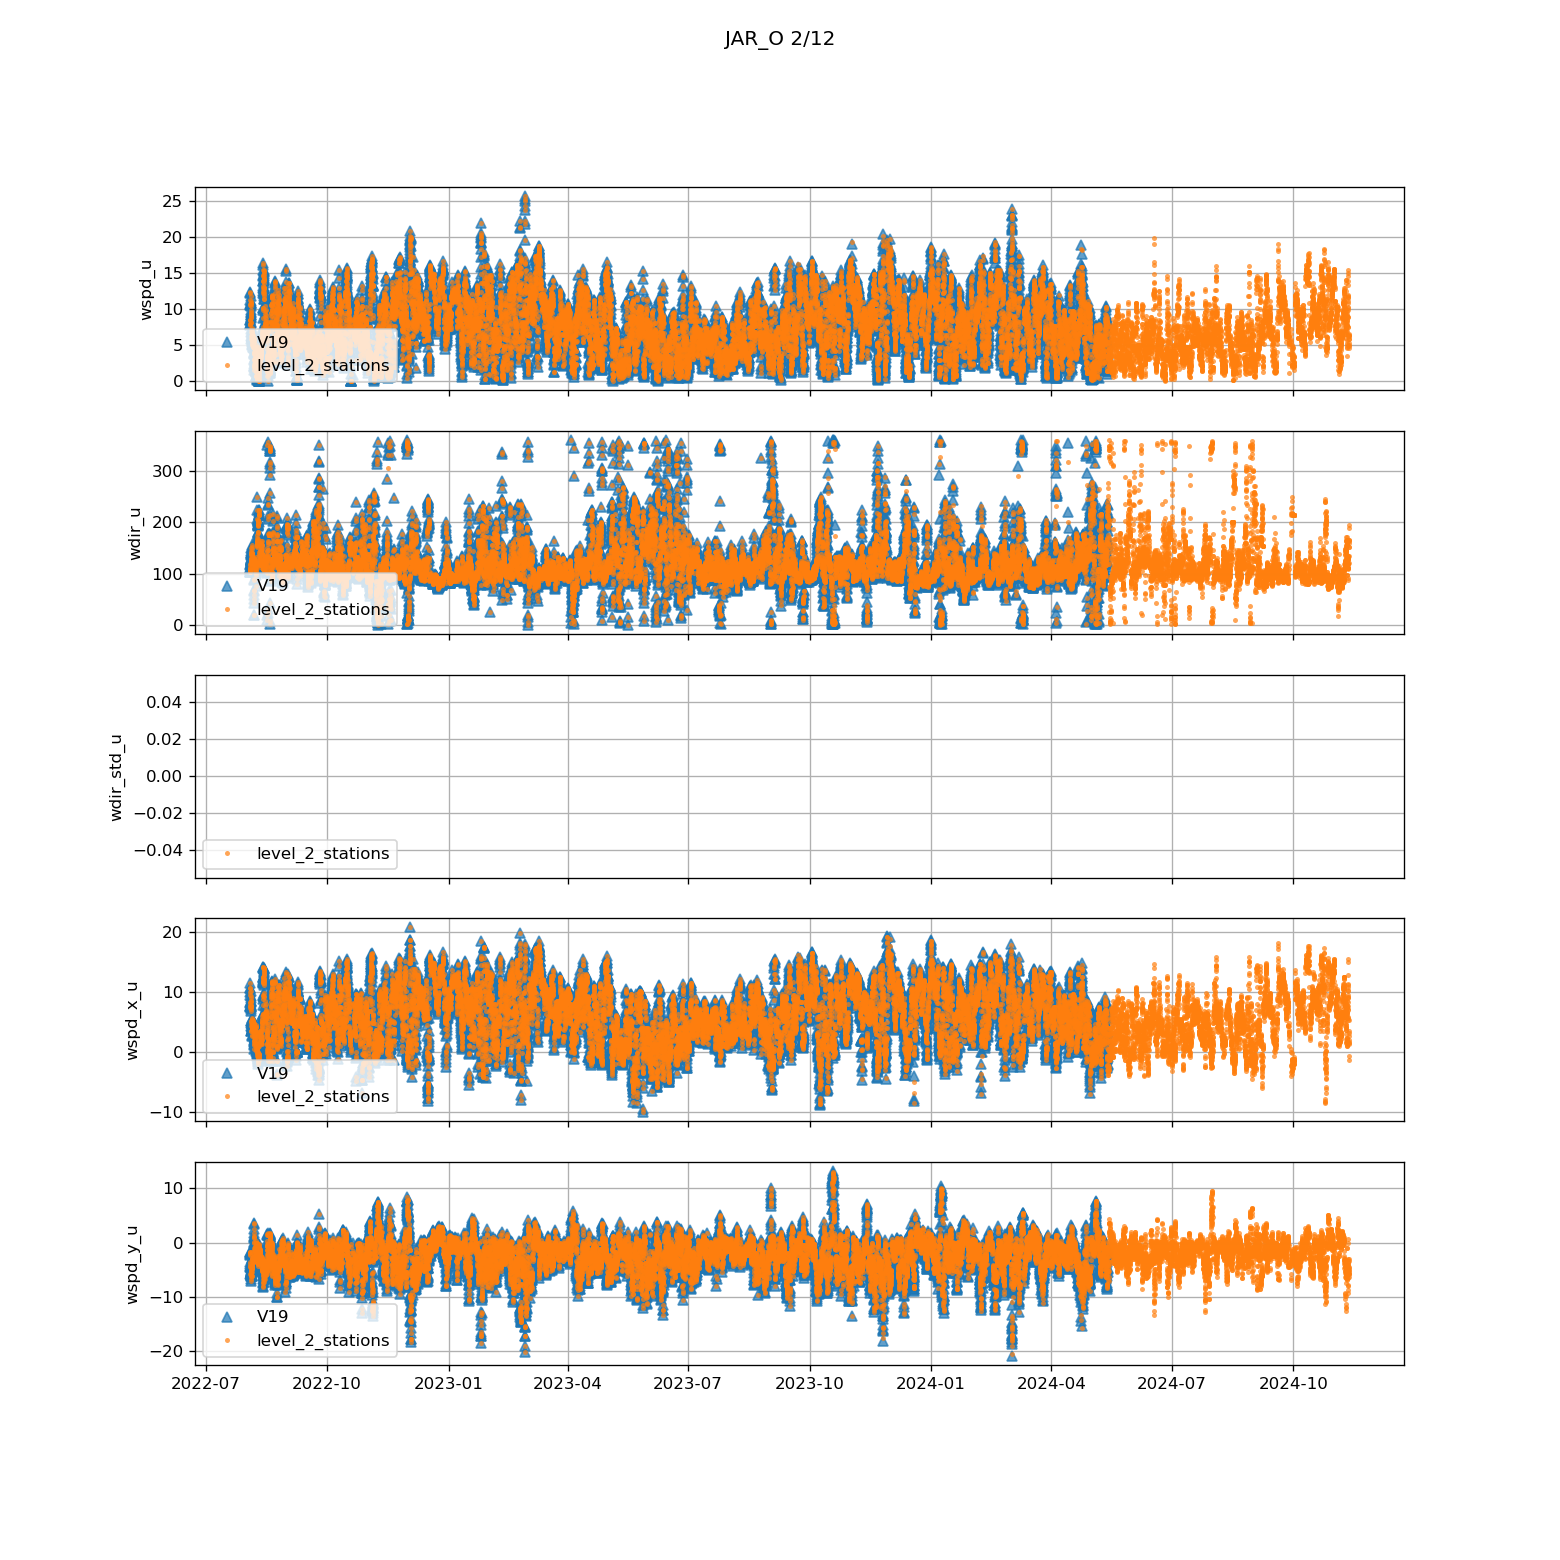 JAR_O 2/12
25
20
15
10
5
0
wspd_u
V19
level_2_stations
300
200
100
0
wdir_u
V19
level_2_stations
0.04
0.02
0.00
−0.02
−0.04
wdir_std_u
level_2_stations
20
10
0
−10
wspd_x_u
V19
level_2_stations
10
0
−10
−20
wspd_y_u
V19
level_2_stations
2022-07 2022-10 2023-01 2023-04 2023-07 2023-10 2024-01 2024-04 2024-07 2024-10